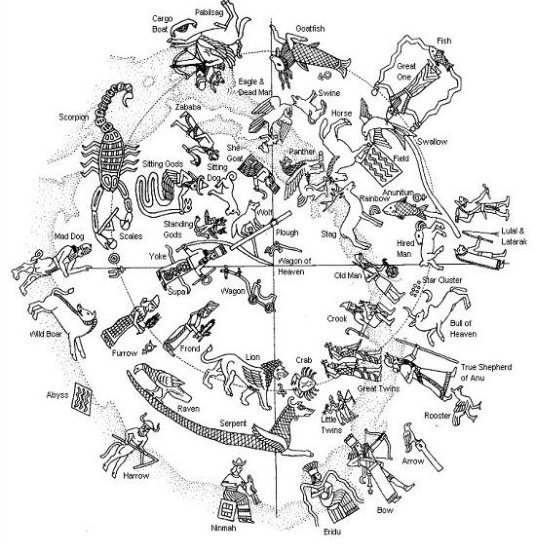 Cargo
Boat
Pabilsag
Goatfish
Fish
Great
One
Eagle &
Dead Man
Swine
Scorpion
Zababa
Horse
Swallow
She-
Goat
Panther
Sitting Gods
Sitting
Dog
Field
Rainbow
Anunitum
Wolf
Standing
Gods
Stag
Plough
Lulal &
Latarak
Mad Dog
Scales
Hired
Man
Yoke
Wagon of
Heaven
Old Man
Star Cluster
Supa
Wagon
Wild Boar
Crook
Bull of
Heaven
Furrow
Frond
Lion
Crab
Great Twins
True Shepherd
of Anu
Abyss
Raven
Serpent
Little
Twins
Rooster
Harrow
Arrow
Ninmah
Eridu
Bow